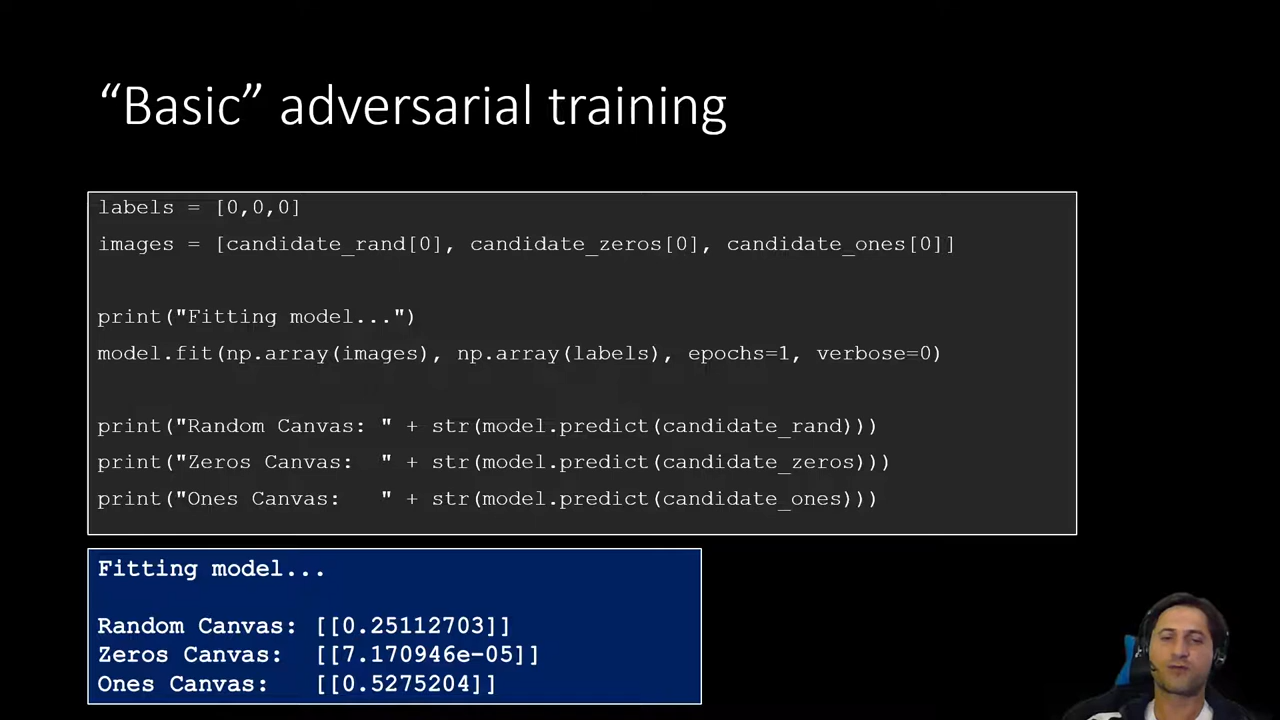 “Basic” adversarial training
labels = [0,0,0]
images = [candidate_rand[0], candidate_zeros[0], candidate_ones[0]]
print("Fitting model...")
model.fit(np.array(images), np.array(labels), epochs=1, verbose=0)
print("Random Canvas: " + str(model.predict(candidate_rand)))
print("Zeros Canvas:  " + str(model.predict(candidate_zeros)))
print("Ones Canvas:   " + str(model.predict(candidate_ones)))
Fitting model...
Random Canvas: [[0.25112703]]
Zeros Canvas:  [[7.170946e-05]]
Ones Canvas:   [[0.5275204]]